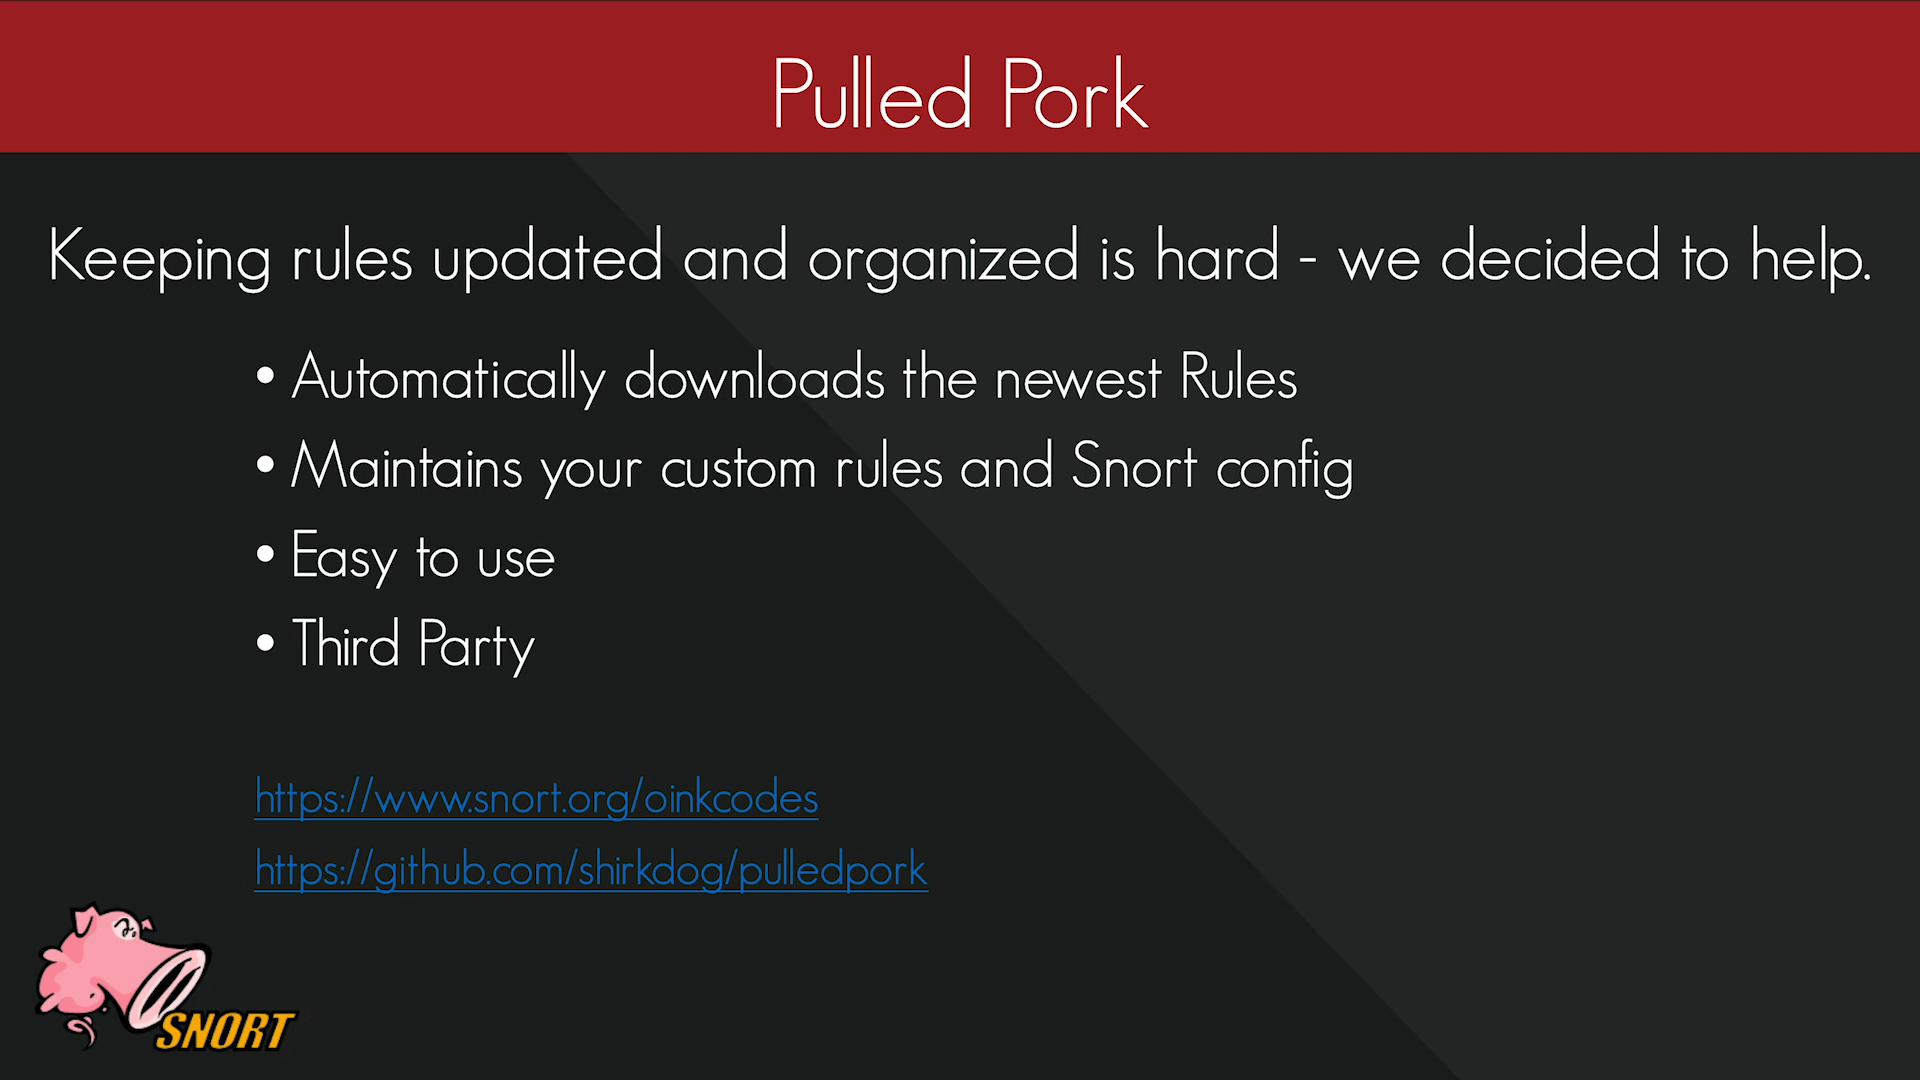 Pulled Pork
Keeping rules updated and organized is hard - we decided to help.
• Automatically downloads the newest Rules
• Maintains your custom rules and Snort config
• Easy to use
• Third Party
https://www.snort.org/oinkcodes
https://github.com/shirkdog/pulledpork
SNORT